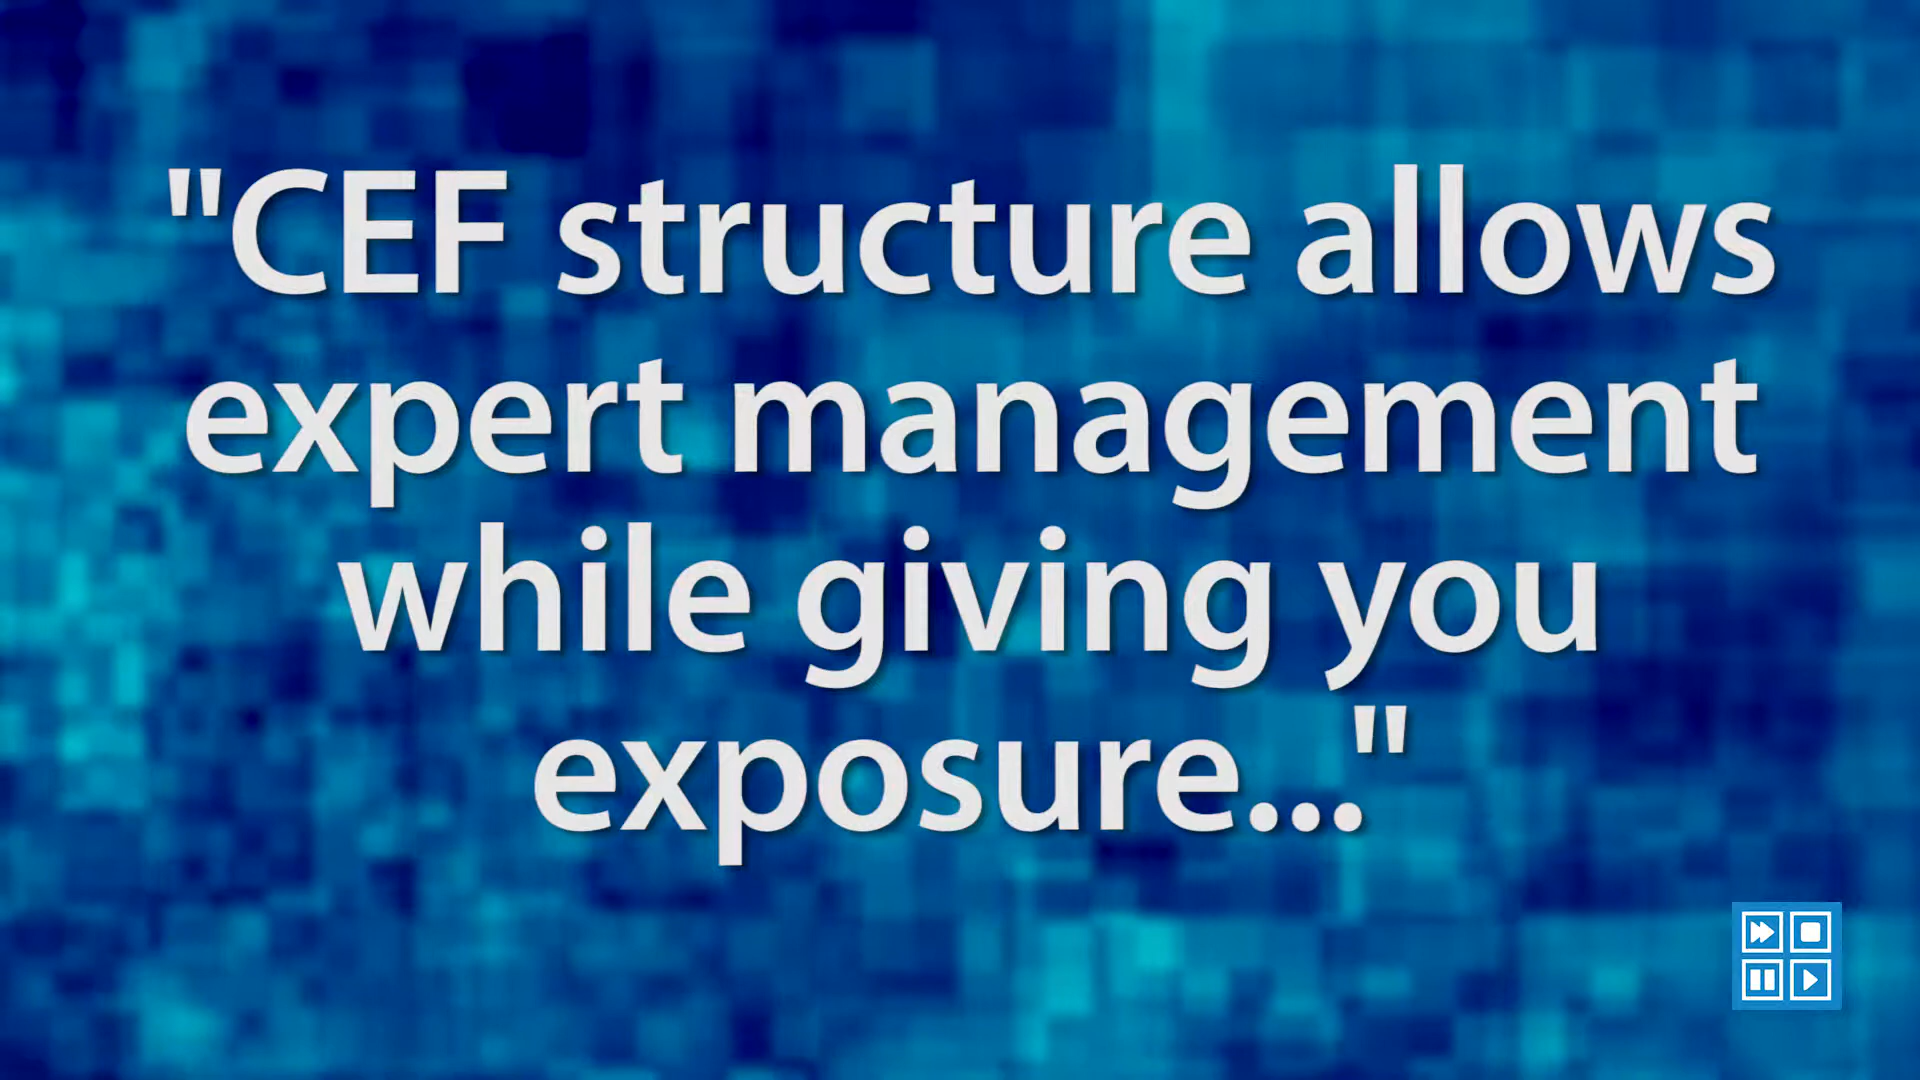 "CEF structure allows
expert management
while giving you
exposure..."